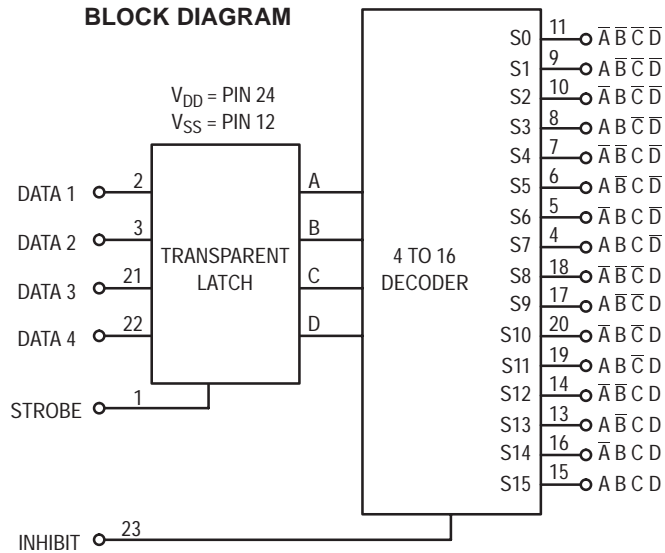 BLOCK DIAGRAM
V_DD = PIN 24
V_SS = PIN 12
DATA 1 2
DATA 2 3
DATA 3 21
DATA 4 22
STROBE 1
INHIBIT 23
TRANSPARENT
LATCH
A
B
C
D
4 TO 16
DECODER
S0 11 A̅ B̅ C̅ D̅
S1 9 A B̅ C̅ D̅
S2 10 A̅ B C̅ D̅
S3 8 A B C̅ D̅
S4 7 A̅ B̅ C D̅
S5 6 A B̅ C D̅
S6 5 A̅ B C D̅
S7 4 A B C D̅
S8 18 A̅ B̅ C̅ D
S9 17 A B̅ C̅ D
S10 20 A̅ B C̅ D
S11 19 A B C̅ D
S12 14 A̅ B̅ C D
S13 13 A B̅ C D
S14 16 A̅ B C D
S15 15 A B C D